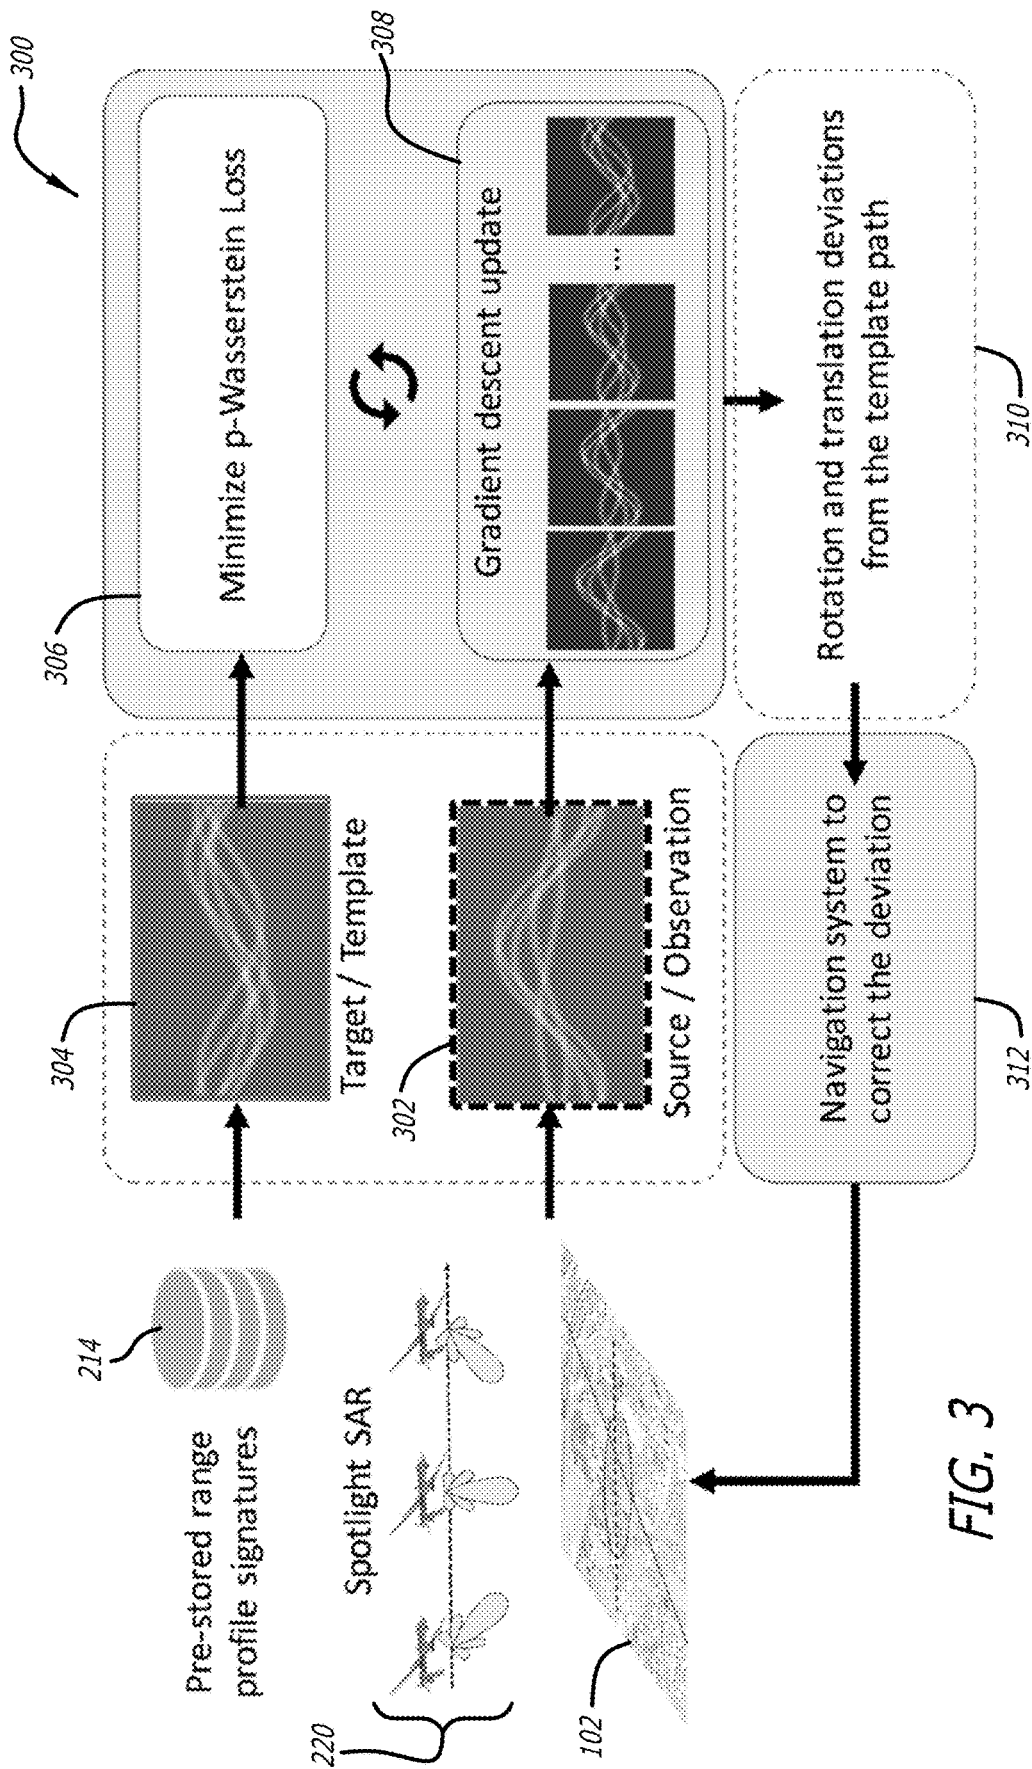 300
Pre-stored range
profile signatures
214
304
Target / Template
306
Minimize p-Wasserstein Loss
Spotlight SAR
220
102
302
Source / Observation
308
Gradient descent update
...
Navigation system to
correct the deviation
312
Rotation and translation deviations
from the template path
310
FIG. 3